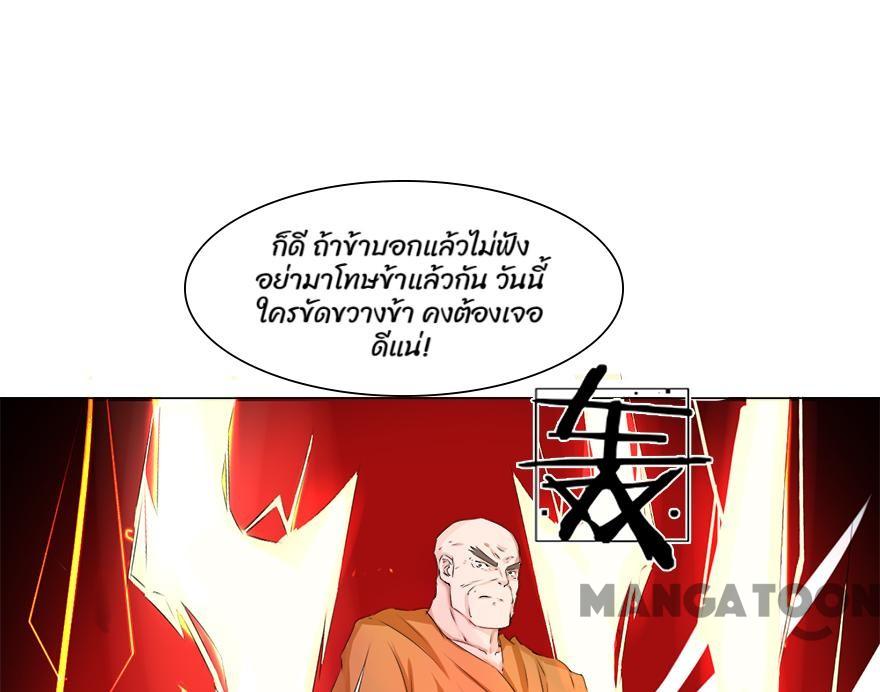 ก็ดี ถ้าข้าบอกแล้วไม่ฟัง
อย่ามาโทษข้าแล้วกัน วันนี้
ใครขัดขวางข้า คงต้องเจอ
ดีแน่!
MANGATOON